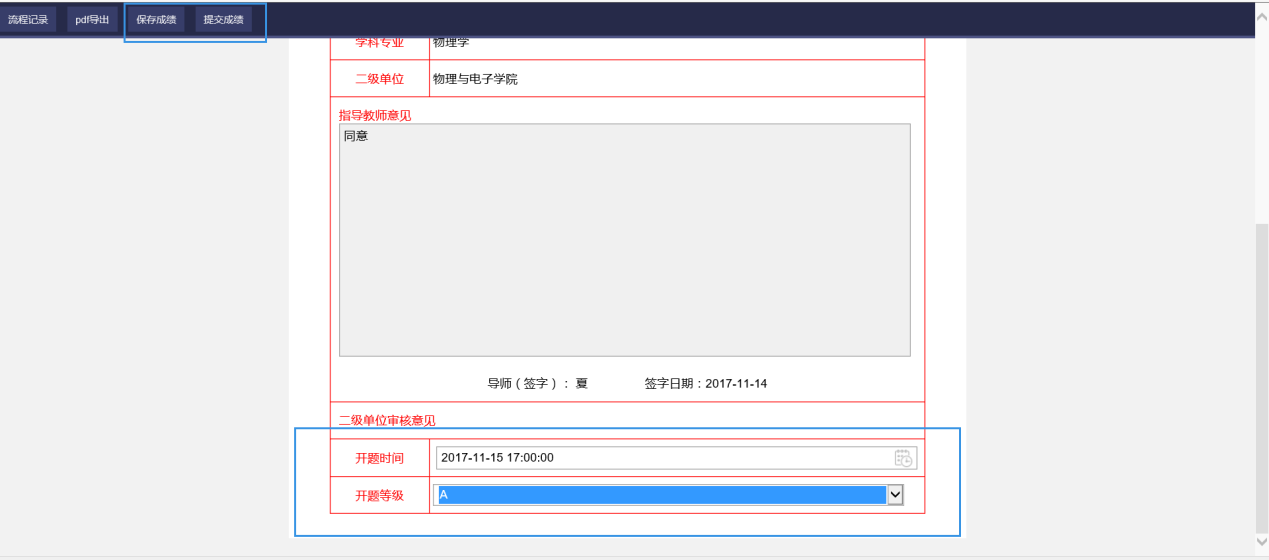 流程记录 pdf导出 保存成绩 提交成绩
学科专业 物理学
二级单位 物理与电子学院
指导教师意见
同意
导师（签字）：夏 签字日期：2017-11-14
二级单位审核意见
开题时间 2017-11-15 17:00:00
开题等级 A